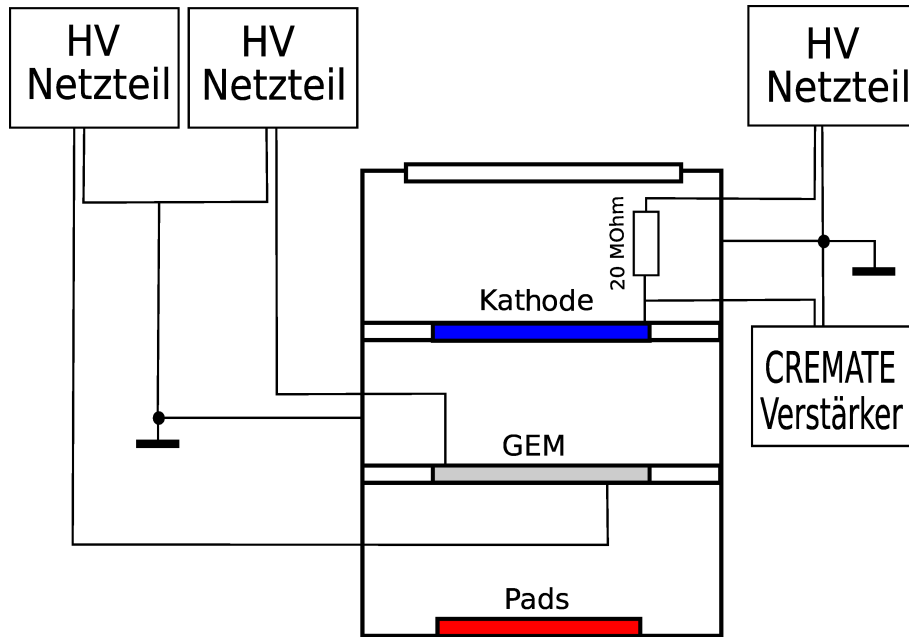 HV
Netzteil
HV
Netzteil
HV
Netzteil
20 MOhm
Kathode
CREMATE
Verstärker
GEM
Pads